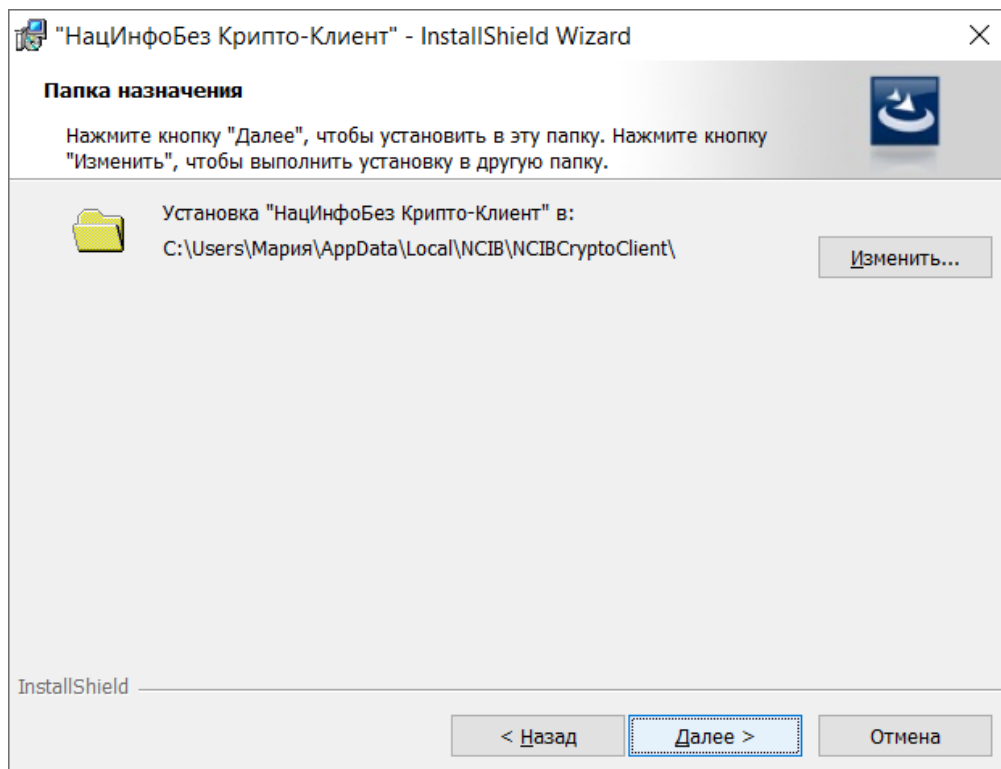 "НацИнфоБез Крипто-Клиент" - InstallShield Wizard
Папка назначения
Нажмите кнопку "Далее", чтобы установить в эту папку. Нажмите кнопку
"Изменить", чтобы выполнить установку в другую папку.
Установка "НацИнфоБез Крипто-Клиент" в:
C:\Users\Мария\AppData\Local\NCIB\NCIBCryptoClient\
Изменить...
InstallShield
< Назад
Далее >
Отмена